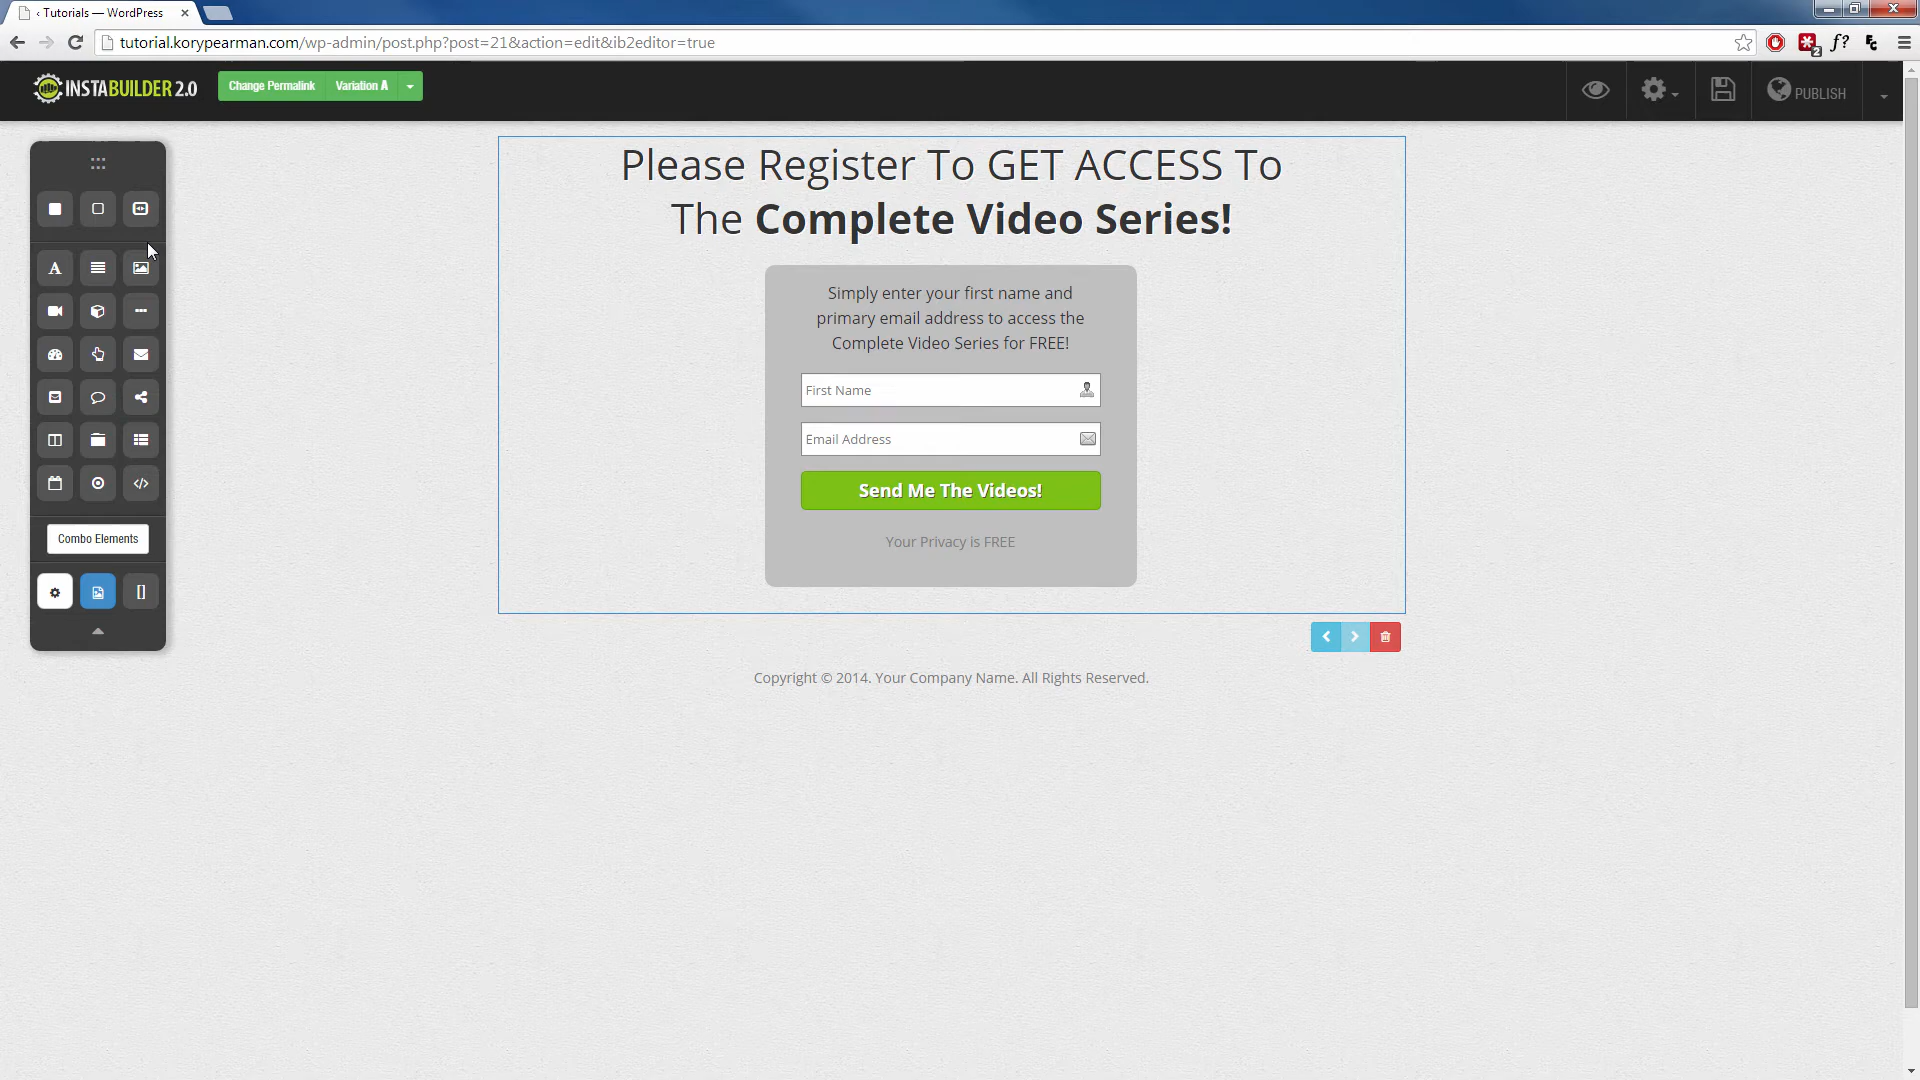 ‹ Tutorials — WordPress
tutorial.korypearman.com/wp-admin/post.php?post=21&action=edit&ib2editor=true
f?
2
INSTABUILDER 2.0
Change Permalink
Variation A
PUBLISH
Please Register To GET ACCESS To
The Complete Video Series!
A
Simply enter your first name and
primary email address to access the
Complete Video Series for FREE!
First Name
Email Address
Send Me The Videos!
Combo Elements
Your Privacy is FREE
[]
Copyright © 2014. Your Company Name. All Rights Reserved.